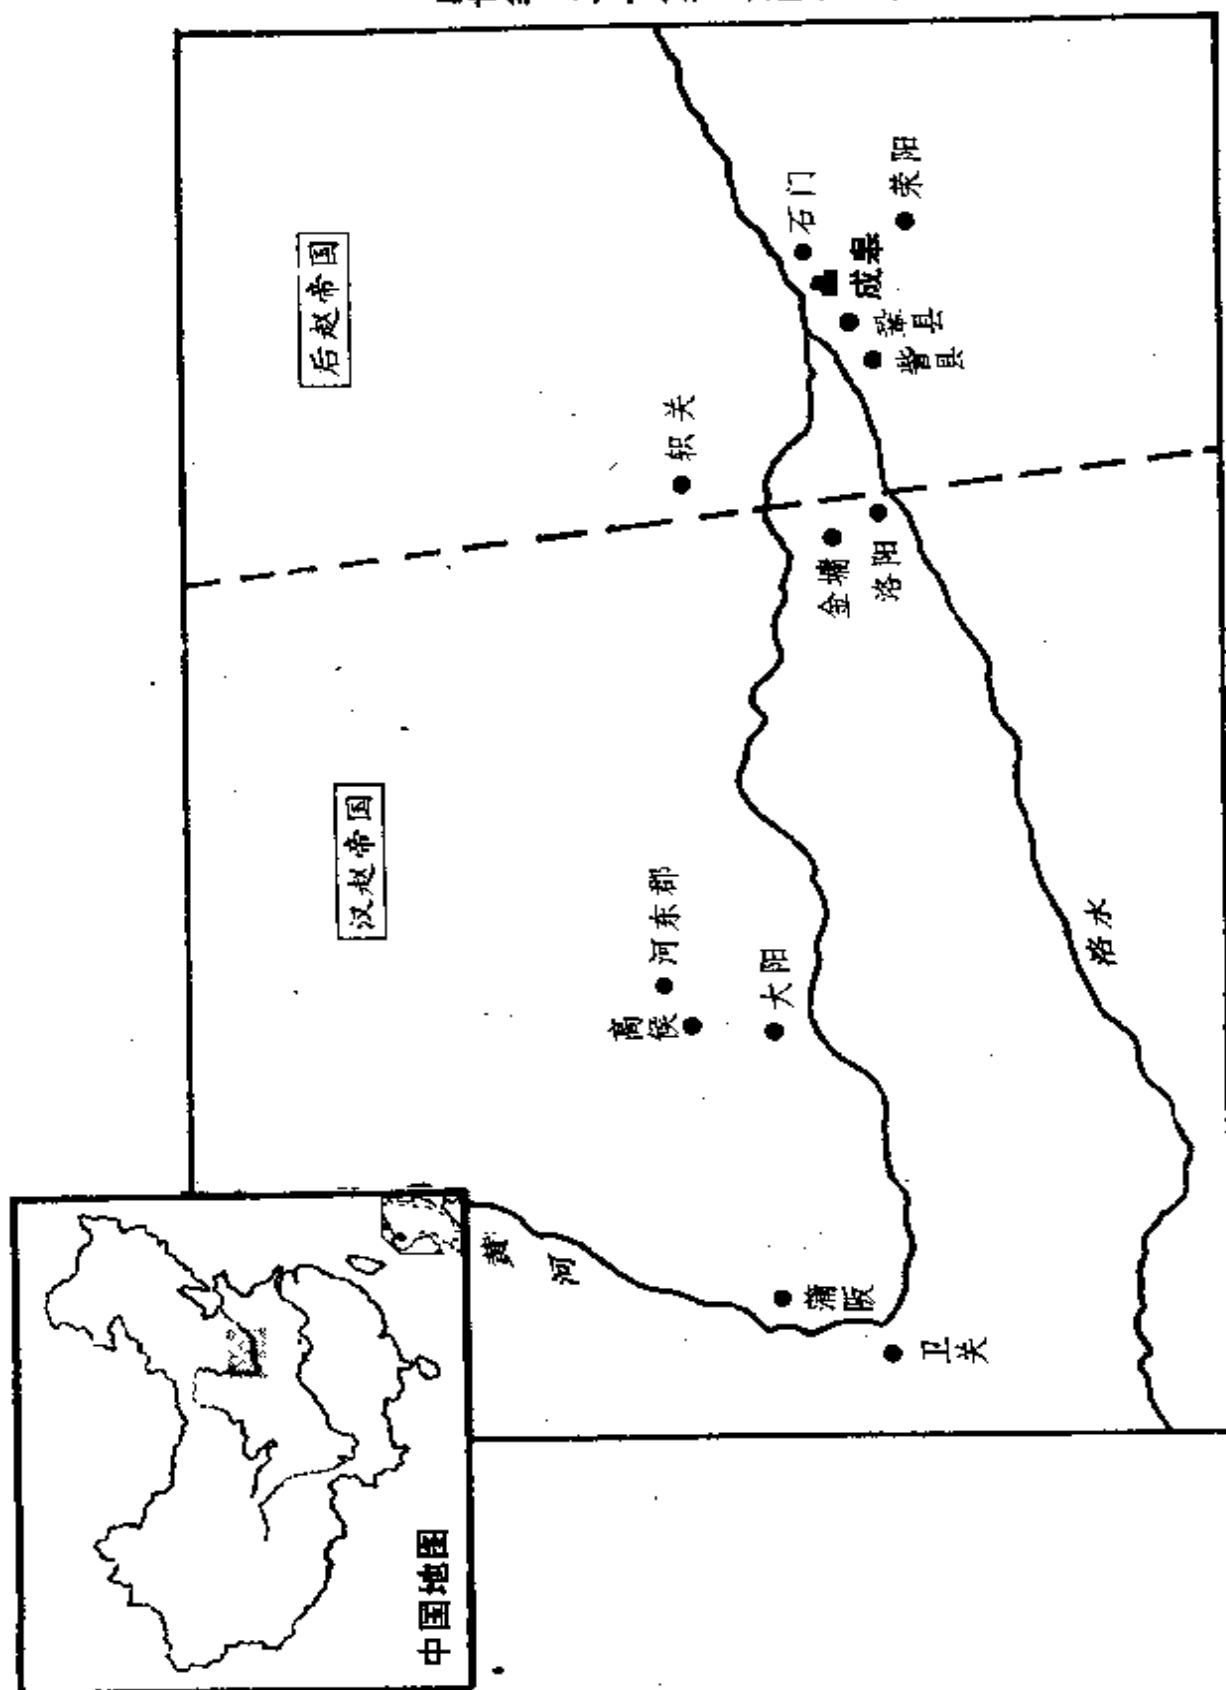 后赵帝国
汉赵帝国
石门
荥阳
成皋
巩县
訾县
轵关
金墉
洛阳
河东郡
高候
大阳
洛水
黄河
蒲阪
卫关
中国地图